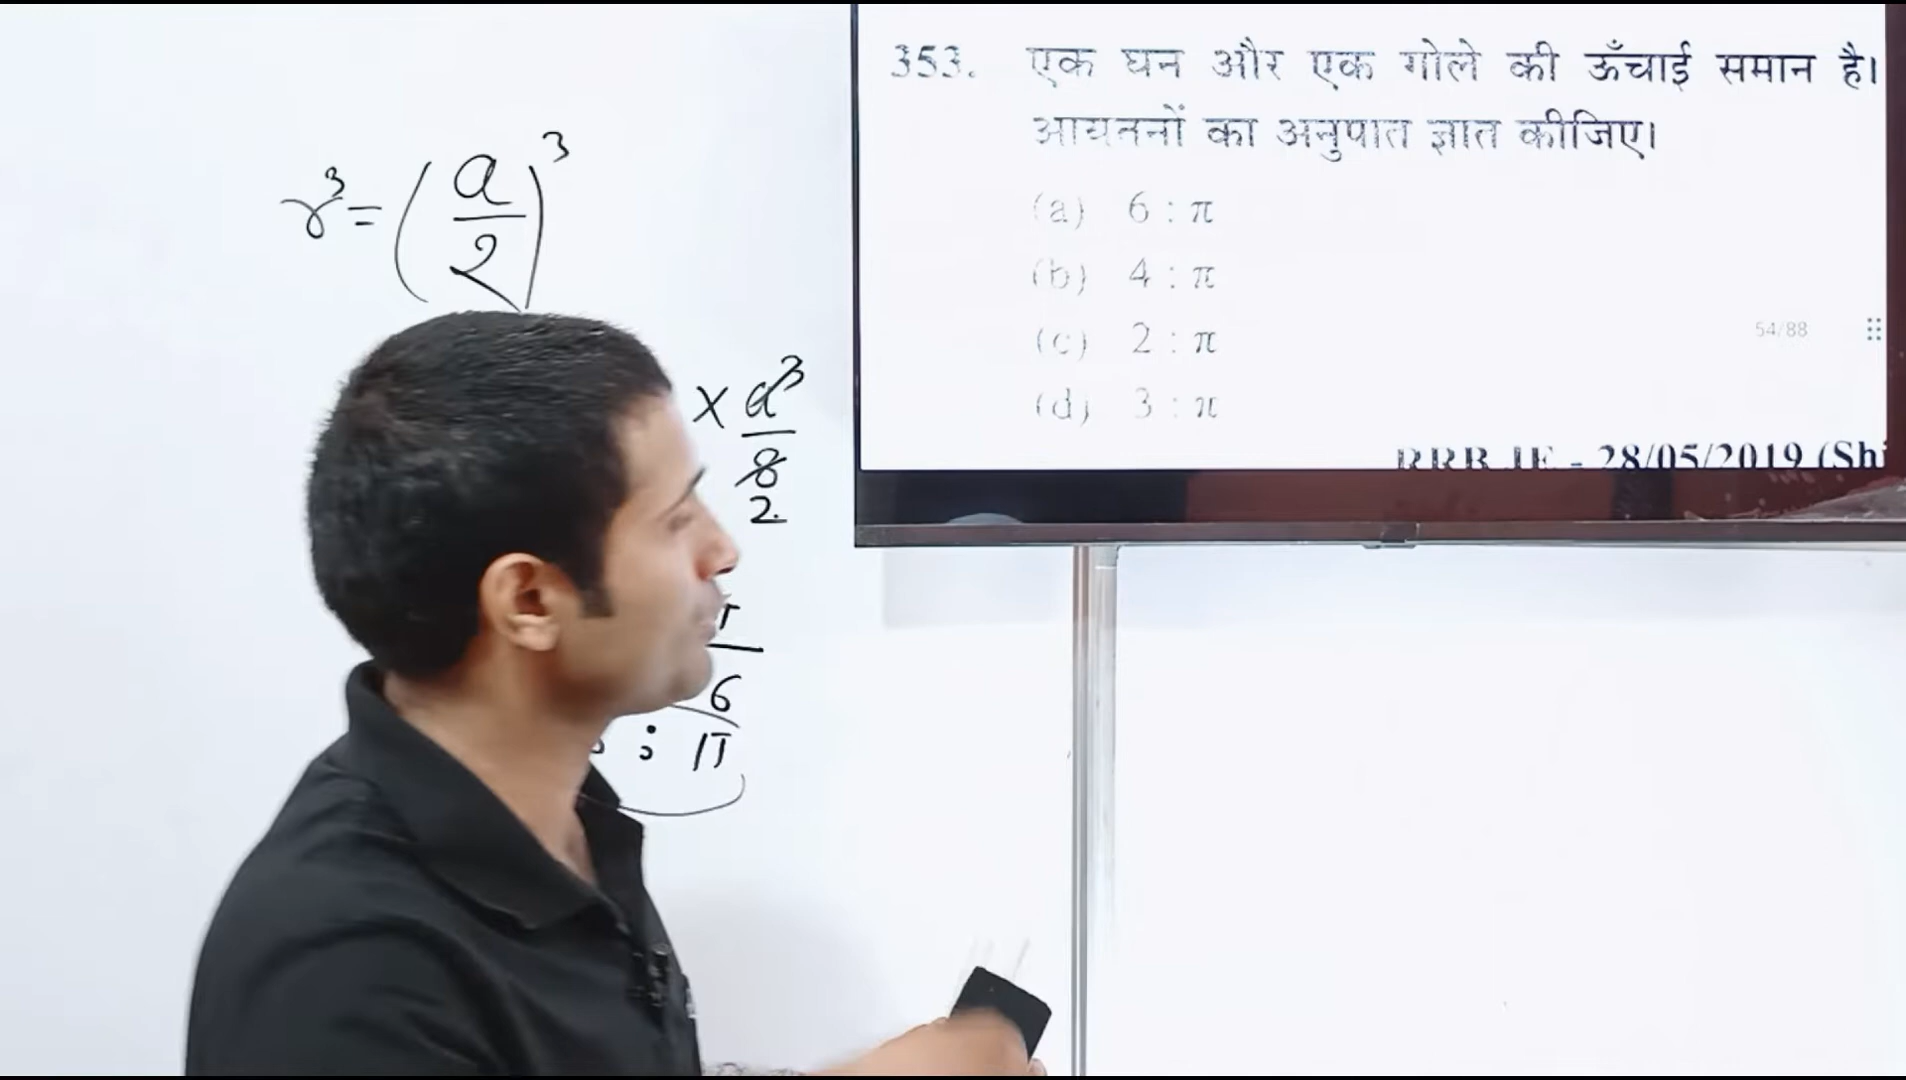 353. एक घन और एक गोले की ऊँचाई समान है।
आयतनों का अनुपात ज्ञात कीजिए।
(a) 6 : π
(b) 4 : π
(c) 2 : π
(d) 3 : π
54/88
RRB JE - 28/05/2019 (Shi
r³ = (a/2)³
× a³/8
2
6
: π